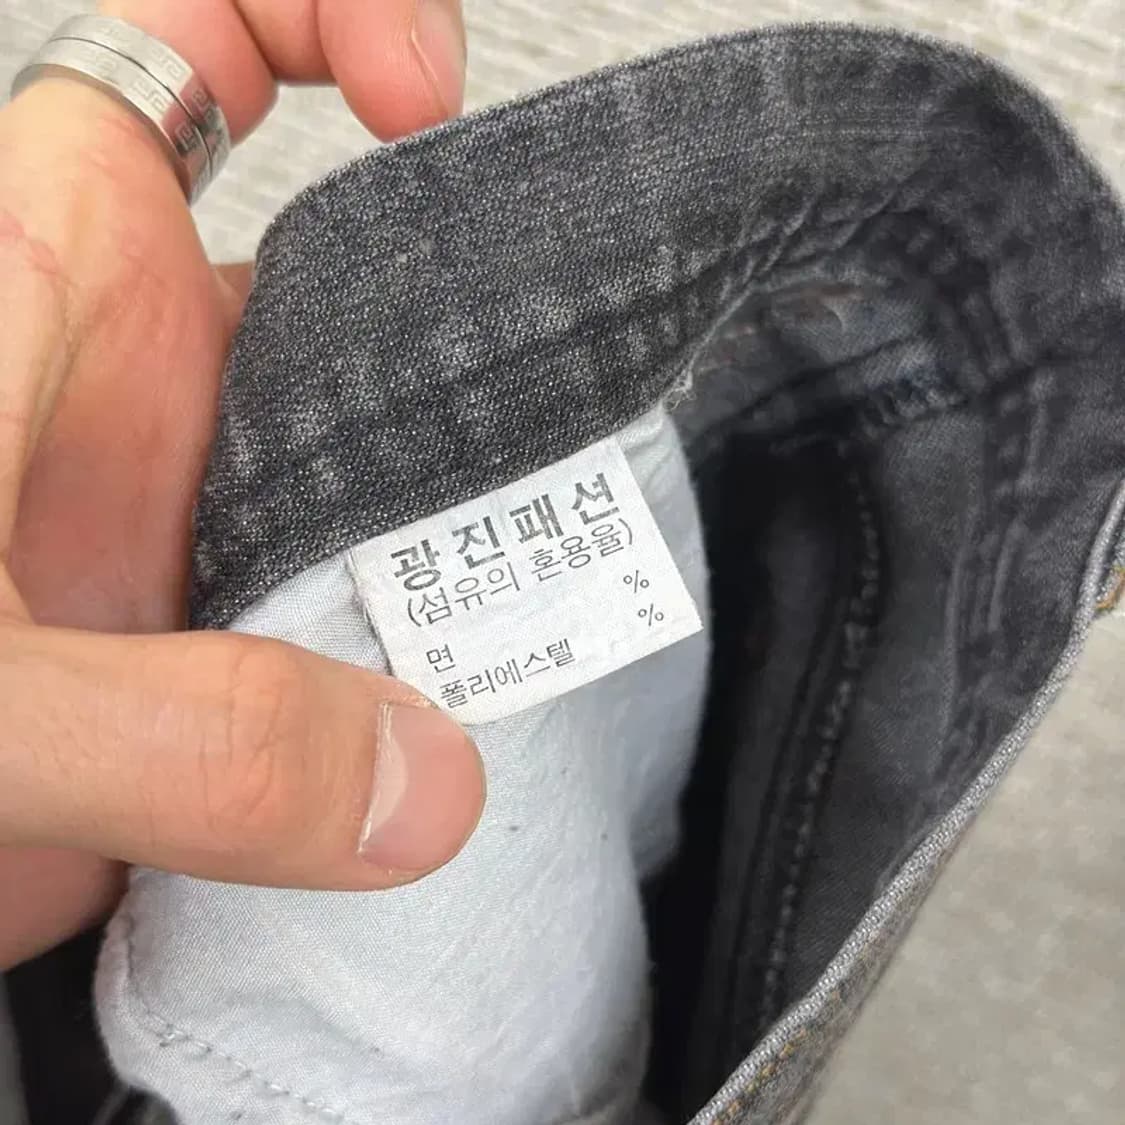 광진패션
(섬유의 혼용율)
%
%
면
폴리에스텔